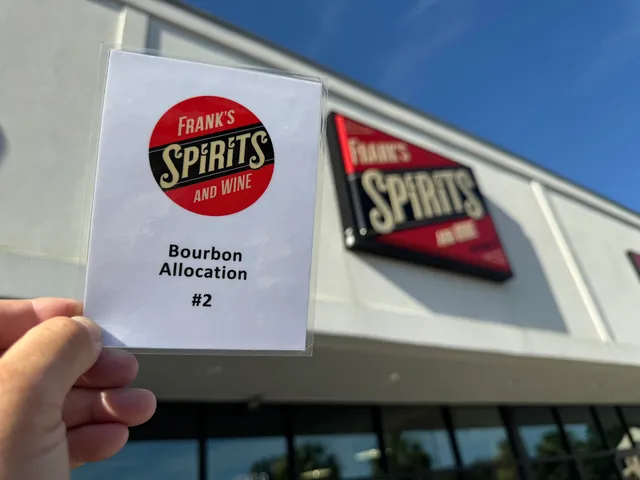 FRANK'S
SPIRITS
AND WINE
Bourbon
Allocation
#2
FRANK'S
SPIRITS
AND WINE